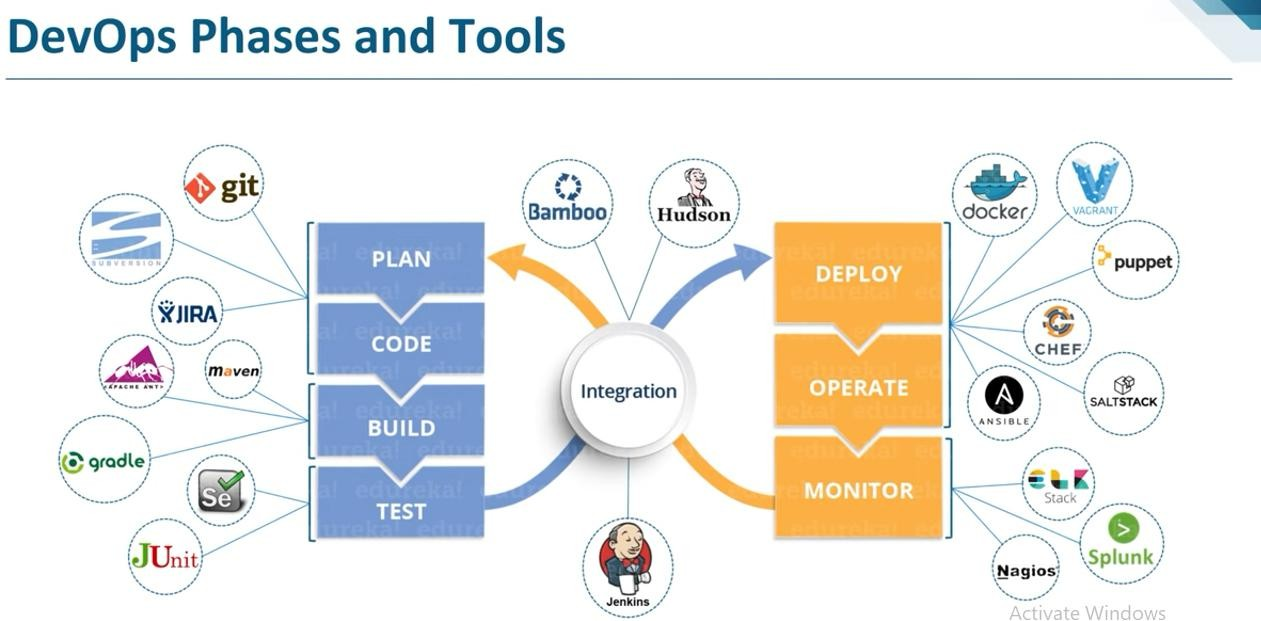 DevOps Phases and Tools
git
SUBVERSION
JIRA
APACHE ANT
maven
gradle
Se
JUnit
PLAN
CODE
BUILD
TEST
Bamboo
Hudson
Integration
Jenkins
DEPLOY
OPERATE
MONITOR
docker
VAGRANT
puppet
CHEF
SALTSTACK
A
ANSIBLE
ELK
Stack
splunk>
Nagios
edureka!
Activate Windows